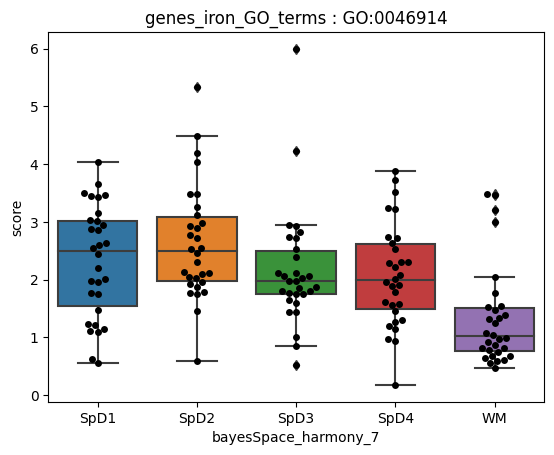 genes_iron_GO_terms : GO:0046914
6
5
4
3
2
1
0
score
SpD1 SpD2 SpD3 SpD4 WM
bayesSpace_harmony_7